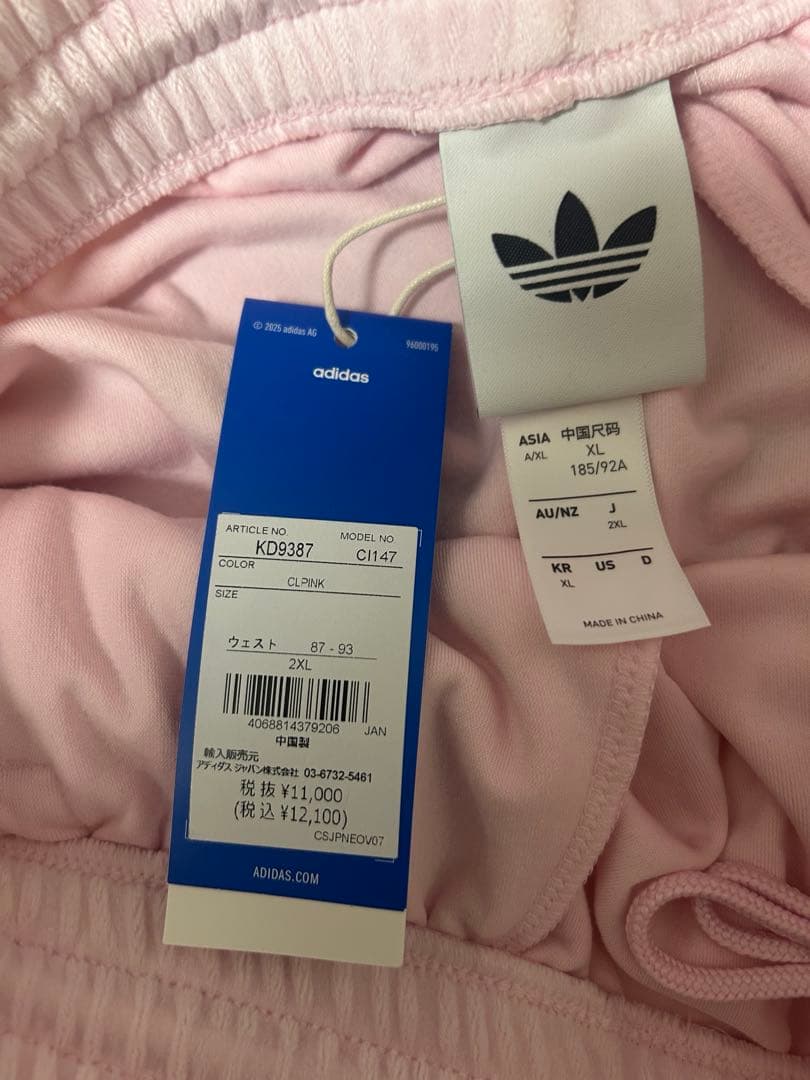 © 2025 adidas AG
96000195
adidas
ARTICLE NO.
MODEL NO
KD9387
CI147
COLOR
CLPINK
SIZE
ウェスト 87 - 93
2XL
4068814379206 JAN
中国製
輸入販売元
アディダス ジャパン株式会社 03-6732-5461
税 抜 ¥11,000
(税 込 ¥12,100)
CSJPNEOV07
ADIDAS.COM
ASIA 中国尺码
A/XL XL
185/92A
AU/NZ J
2XL
KR US D
XL
MADE IN CHINA